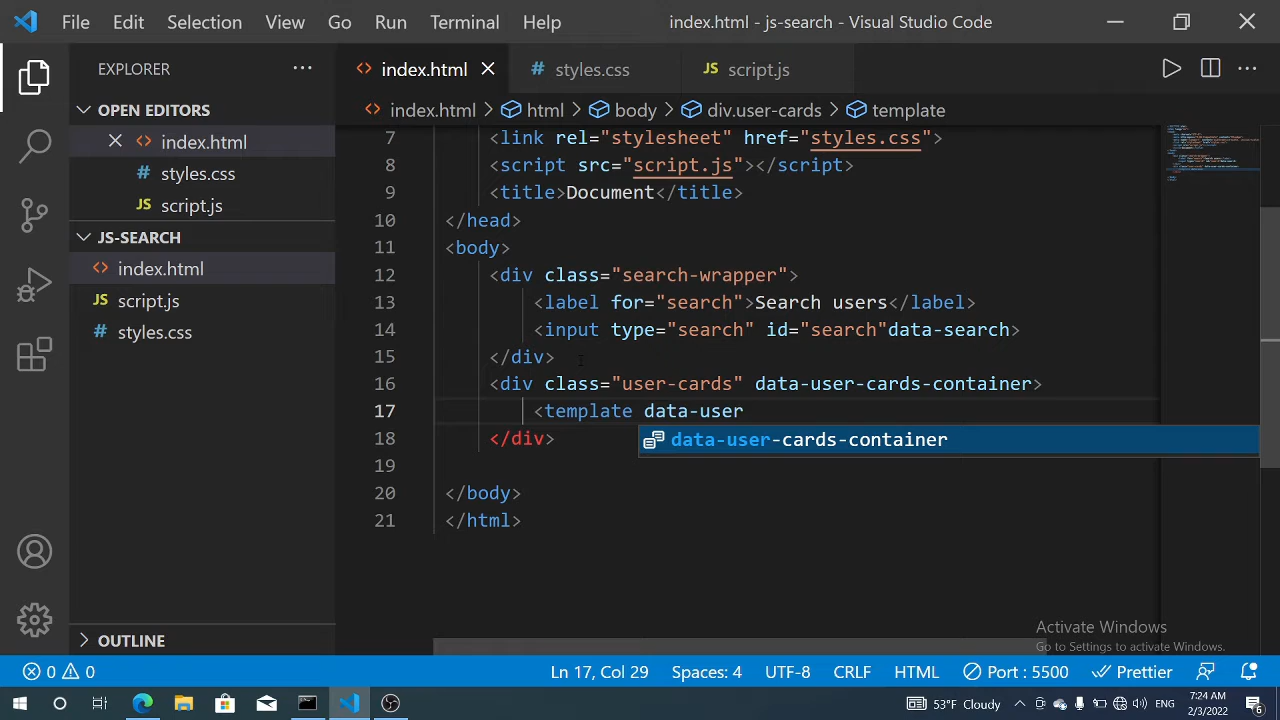 File Edit Selection View Go Run Terminal Help index.html - js-search - Visual Studio Code
EXPLORER
index.html styles.css script.js
OPEN EDITORS
index.html
styles.css
script.js
JS-SEARCH
index.html
script.js
styles.css
OUTLINE
index.html > html > body > div.user-cards > template
7 <link rel="stylesheet" href="styles.css">
8 <script src="script.js"></script>
9 <title>Document</title>
10 </head>
11 <body>
12 <div class="search-wrapper">
13 <label for="search">Search users</label>
14 <input type="search" id="search"data-search>
15 </div>
16 <div class="user-cards" data-user-cards-container>
17 <template data-user
data-user-cards-container
18 </div>
19
20 </body>
21 </html>
Activate Windows
Go to Settings to activate Windows.
0 0 Ln 17, Col 29 Spaces: 4 UTF-8 CRLF HTML Port : 5500 Prettier
53°F Cloudy ENG 7:24 AM
2/3/2022 6